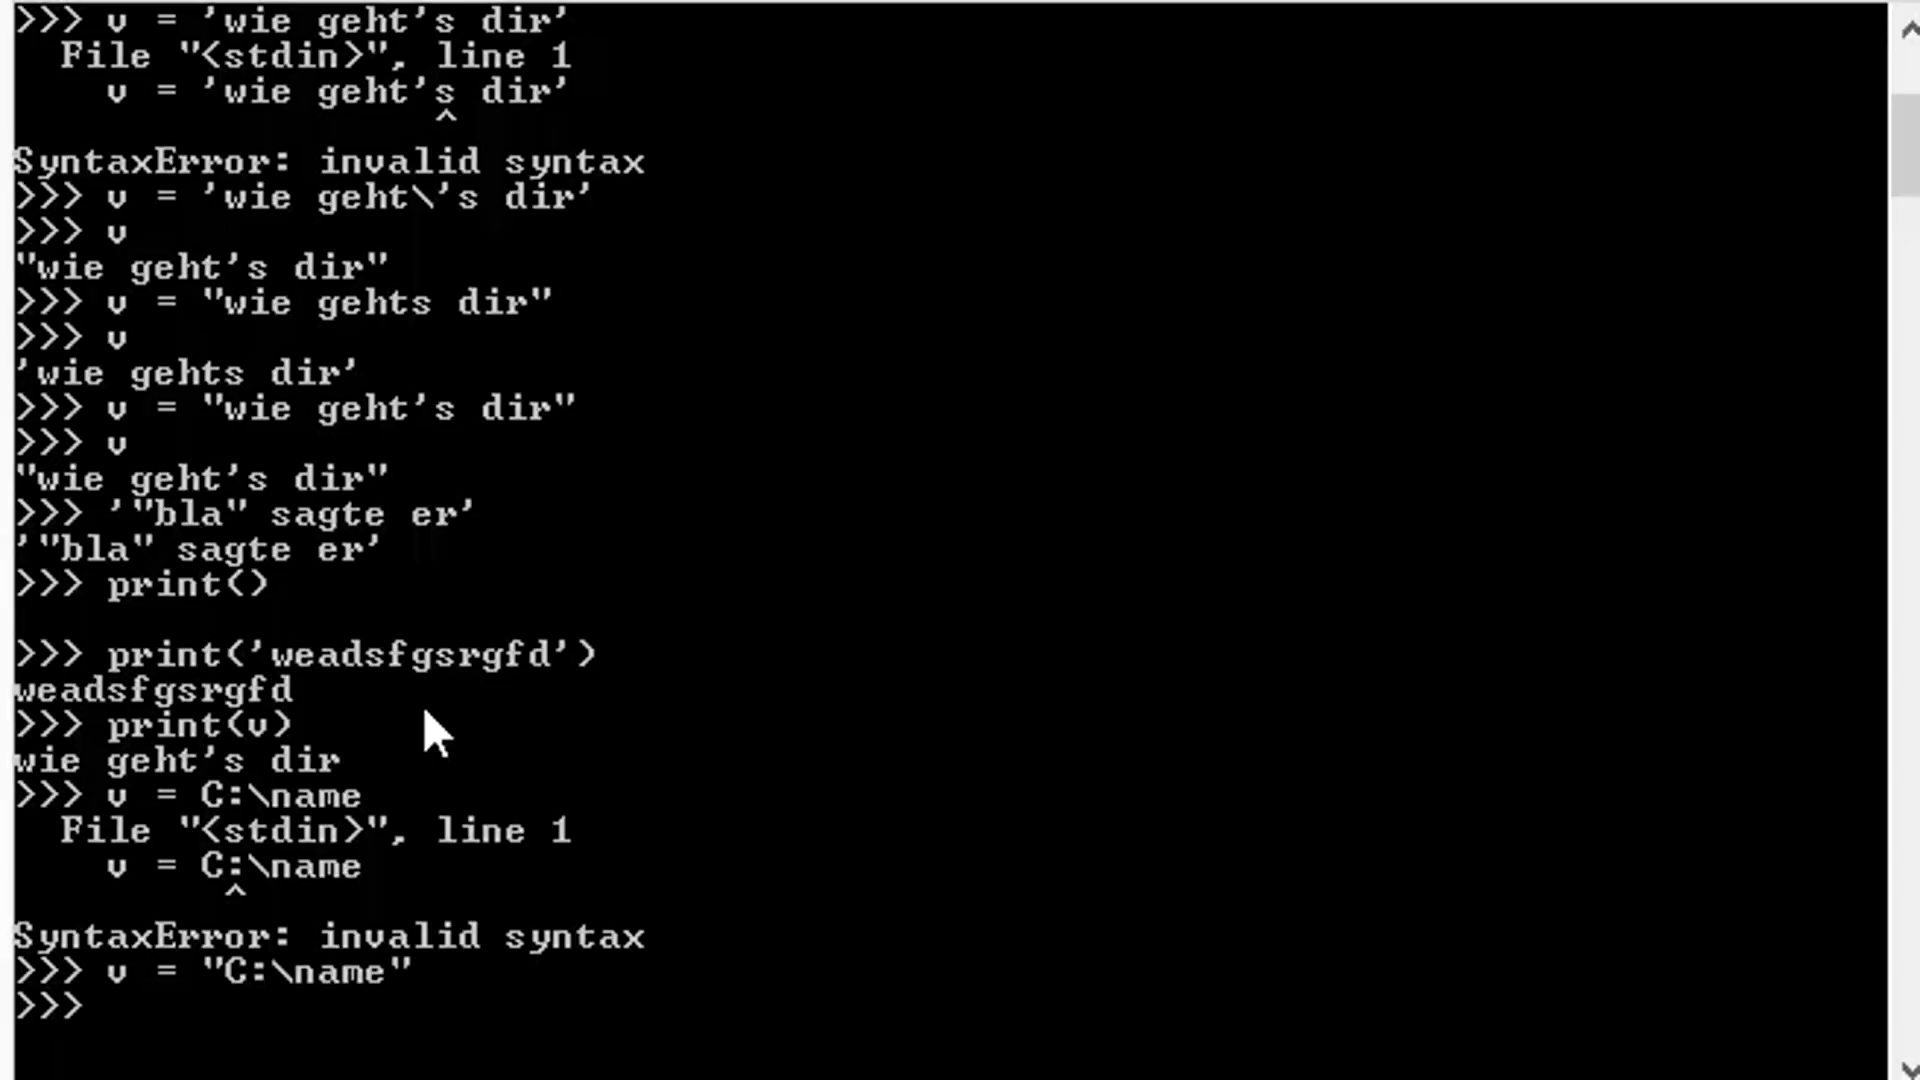 >>> v = 'wie geht's dir'
  File "<stdin>", line 1
    v = 'wie geht's dir'
                  ^
SyntaxError: invalid syntax
>>> v = 'wie geht\'s dir'
>>> v
"wie geht's dir"
>>> v = "wie gehts dir"
>>> v
'wie gehts dir'
>>> v = "wie geht's dir"
>>> v
"wie geht's dir"
>>> '"bla" sagte er'
'"bla" sagte er'
>>> print()

>>> print('weadsfgsrgfd')
weadsfgsrgfd
>>> print(v)
wie geht's dir
>>> v = C:\name
  File "<stdin>", line 1
    v = C:\name
         ^
SyntaxError: invalid syntax
>>> v = "C:\name"
>>>